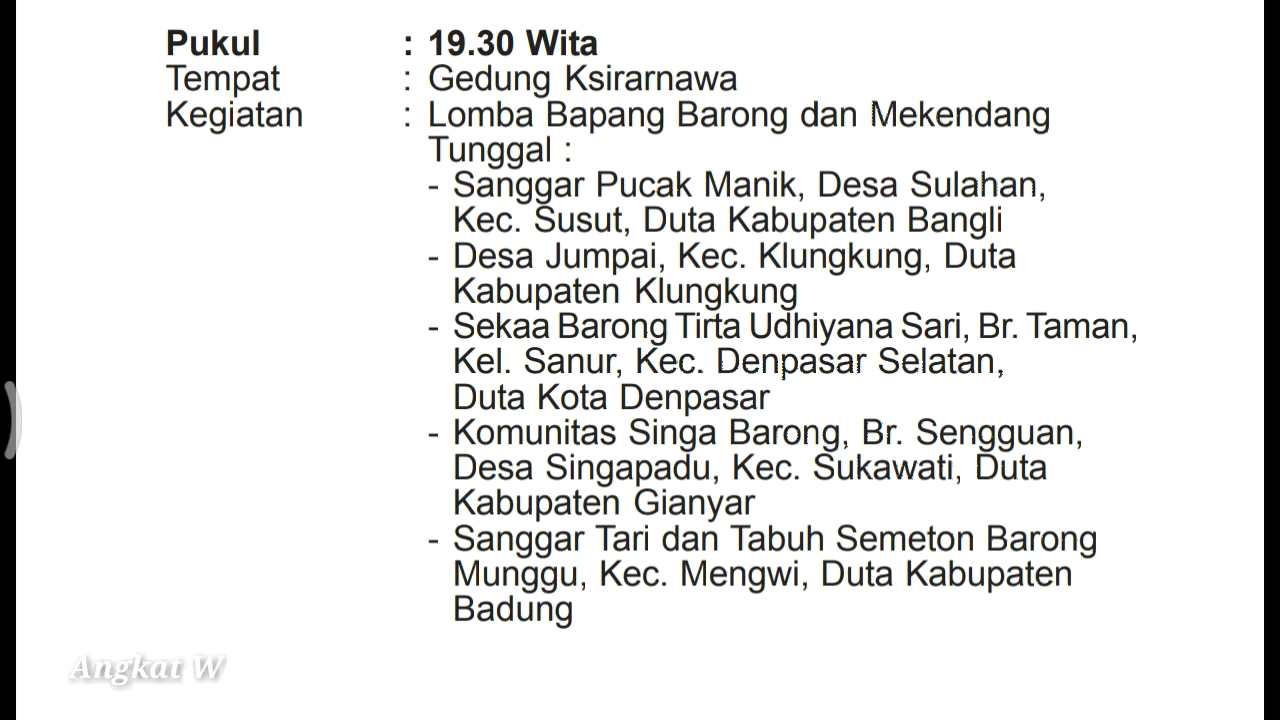 Pukul : 19.30 Wita
Tempat : Gedung Ksirarnawa
Kegiatan : Lomba Bapang Barong dan Mekendang
Tunggal :
- Sanggar Pucak Manik, Desa Sulahan,
Kec. Susut, Duta Kabupaten Bangli
- Desa Jumpai, Kec. Klungkung, Duta
Kabupaten Klungkung
- Sekaa Barong Tirta Udhiyana Sari, Br. Taman,
Kel. Sanur, Kec. Denpasar Selatan,
Duta Kota Denpasar
- Komunitas Singa Barong, Br. Sengguan,
Desa Singapadu, Kec. Sukawati, Duta
Kabupaten Gianyar
- Sanggar Tari dan Tabuh Semeton Barong
Munggu, Kec. Mengwi, Duta Kabupaten
Badung
Angkat W